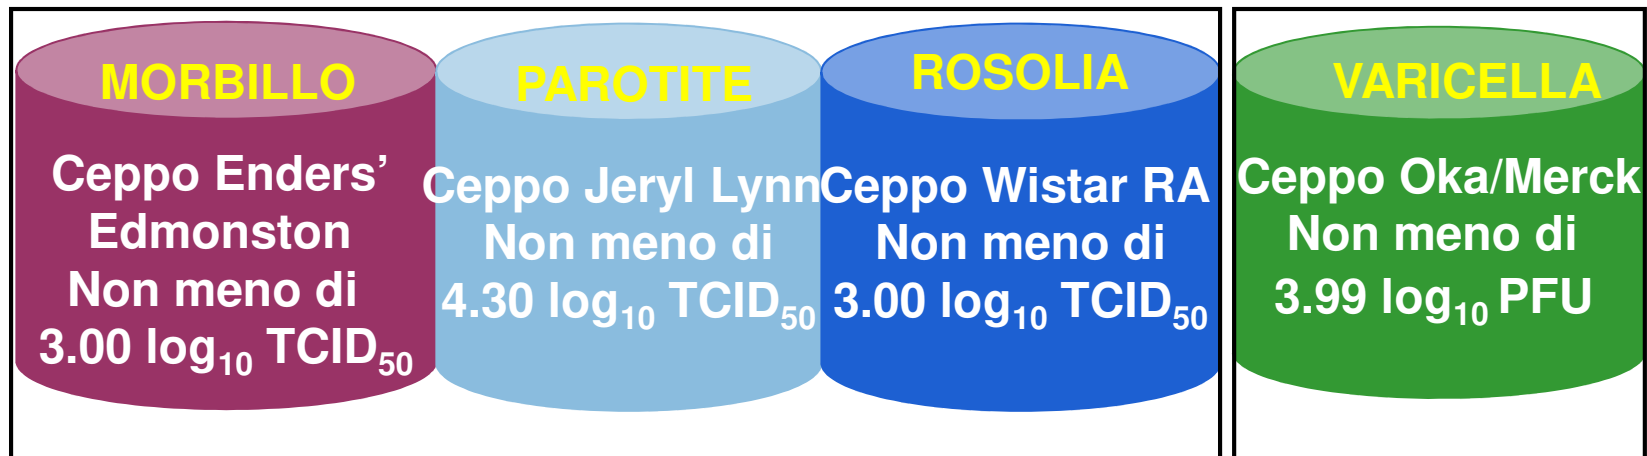 MORBILLO
Ceppo Enders’
Edmonston
Non meno di
3.00 log₁₀ TCID₅₀
PAROTITE
Ceppo Jeryl Lynn
Non meno di
4.30 log₁₀ TCID₅₀
ROSOLIA
Ceppo Wistar RA
Non meno di
3.00 log₁₀ TCID₅₀
VARICELLA
Ceppo Oka/Merck
Non meno di
3.99 log₁₀ PFU